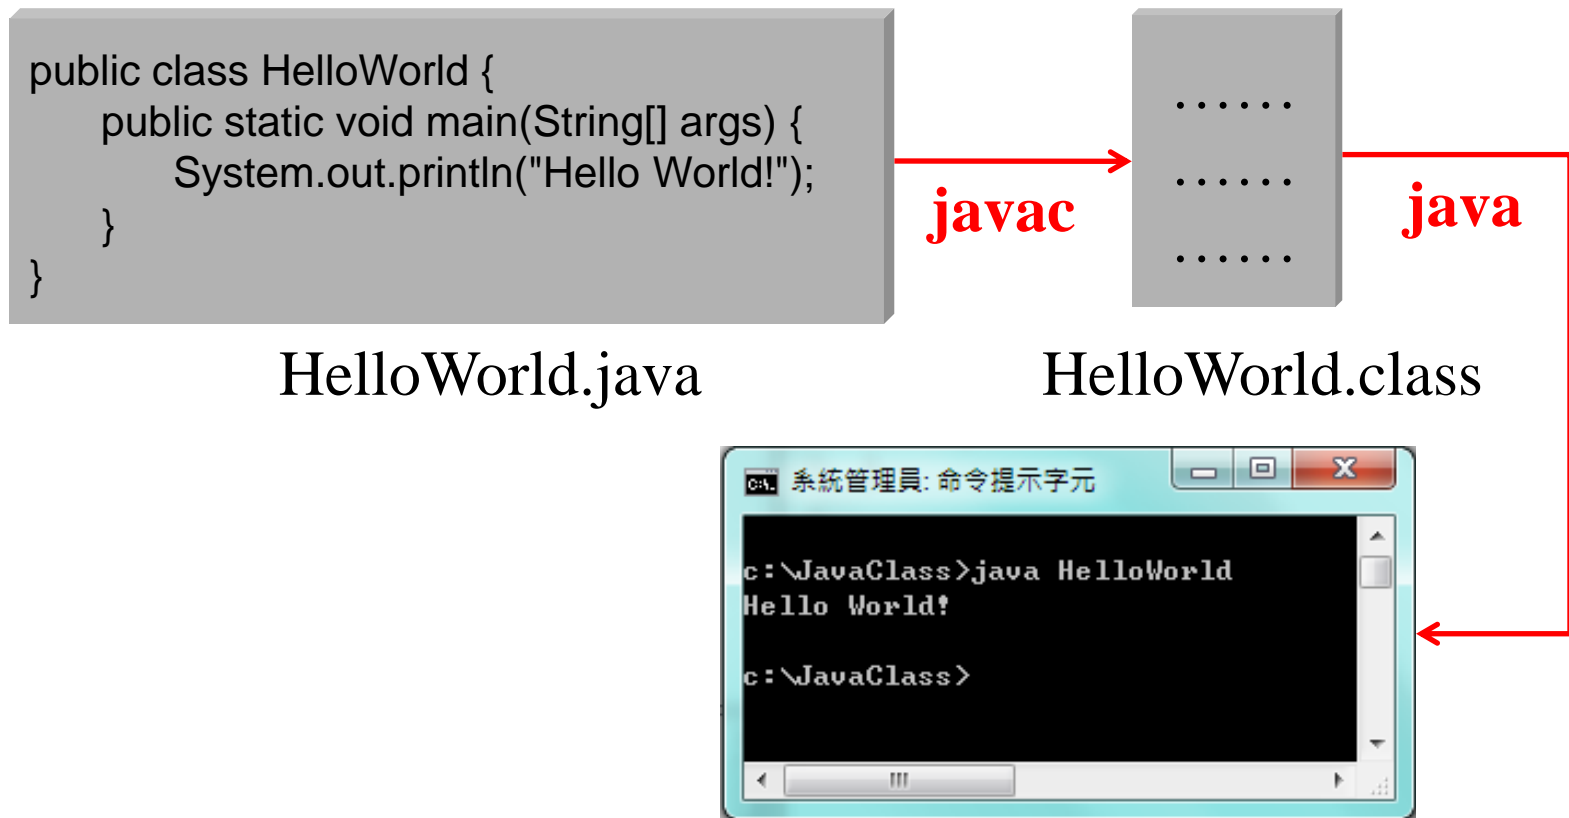 public class HelloWorld {
public static void main(String[] args) {
System.out.println("Hello World!");
}
}
javac
......
......
......
java
HelloWorld.java
HelloWorld.class
系統管理員: 命令提示字元
c:\JavaClass>java HelloWorld
Hello World!
c:\JavaClass>